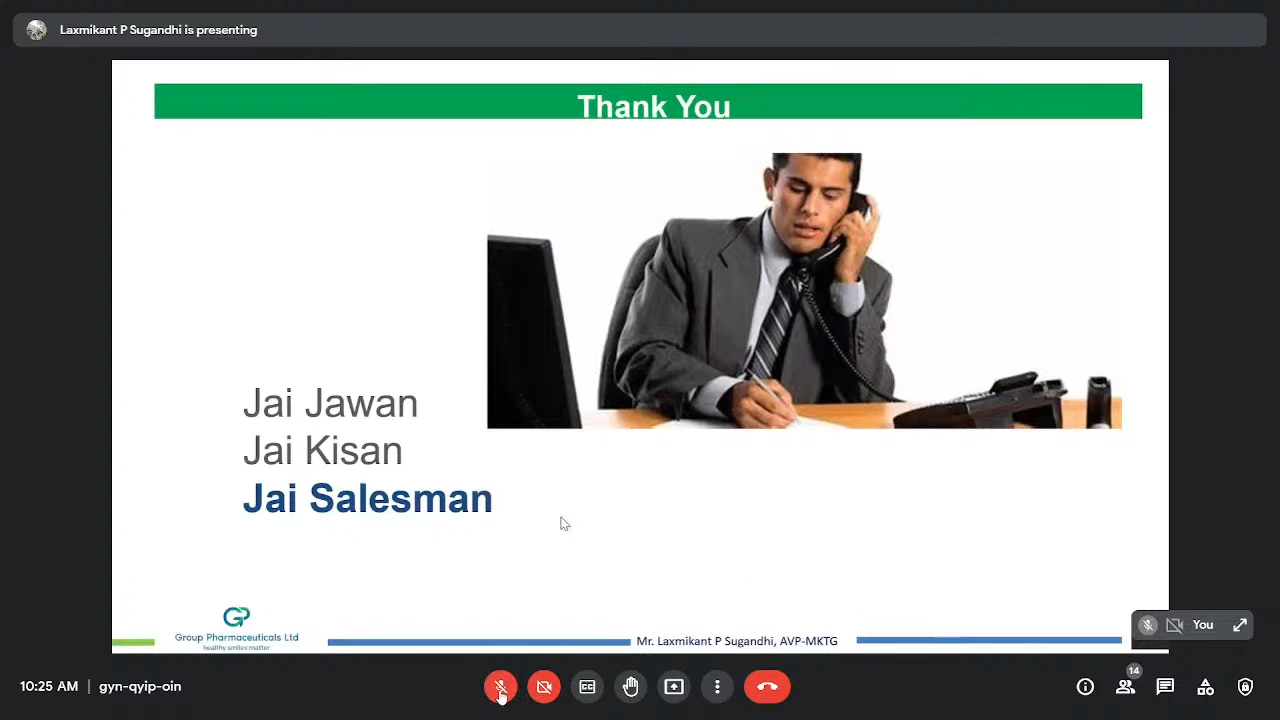 Laxmikant P Sugandhi is presenting
Thank You
Jai Jawan
Jai Kisan
Jai Salesman
Group Pharmaceuticals Ltd
healthy smiles matter
Mr. Laxmikant P Sugandhi, AVP-MKTG
You
10:25 AM | gyn-qyip-oin
14